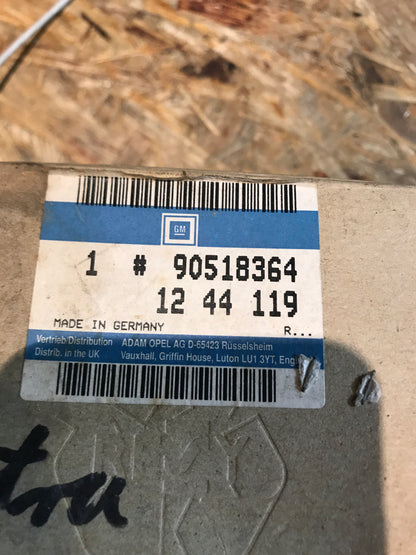 GM
1 # 90518364
12 44 119
MADE IN GERMANY R...
Vertrieb/Distribution ADAM OPEL AG D-65423 Rüsselsheim
Distrib. in the UK Vauxhall, Griffin House, Luton LU1 3YT, Eng